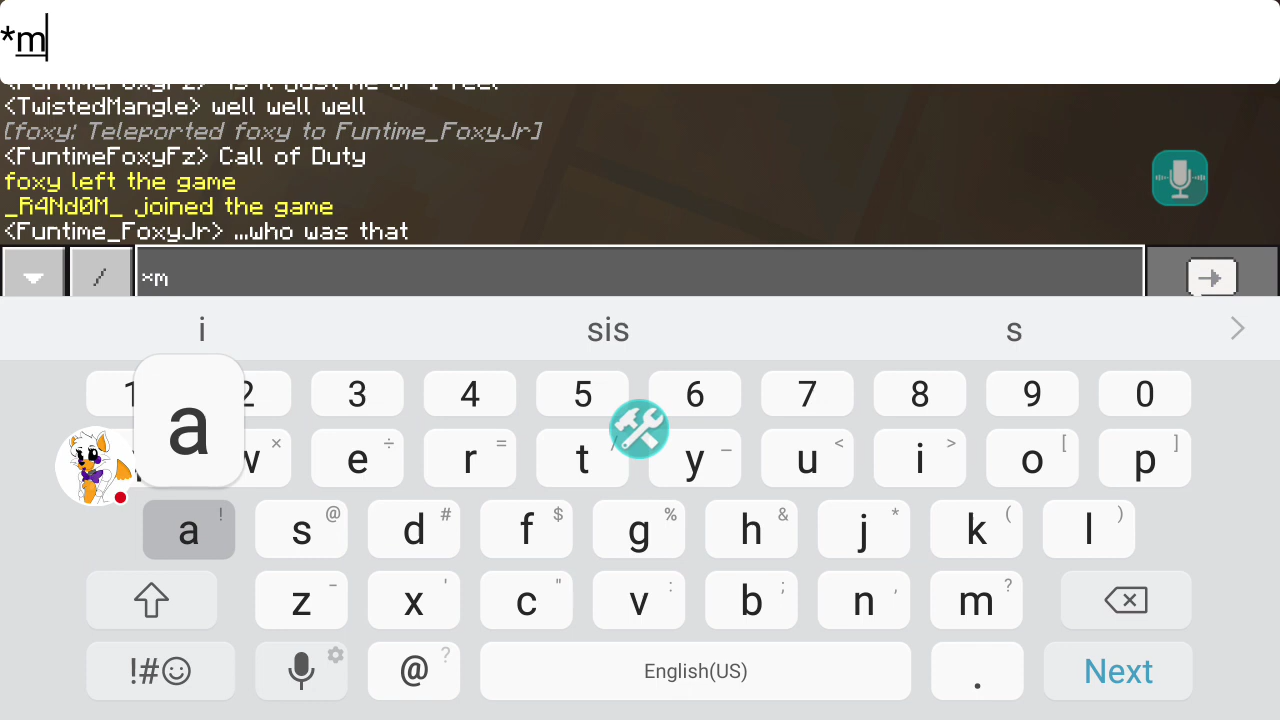 *m
<TwistedMangle> well well well
[foxy: Teleported foxy to Funtime_FoxyJr]
<FuntimeFoxyFz> Call of Duty
foxy left the game
_R4Nd0M_ joined the game
<Funtime_FoxyJr> ...who was that
/ *m
i sis s
1 2 3 4 5 6 7 8 9 0
a
w × e ÷ r = t / y _ u < i > o [ p ]
a ! s @ d # f $ g % h & j * k ( l )
z - x ' c " v : b ; n , m ?
!#☺ @ ? English(US) . Next